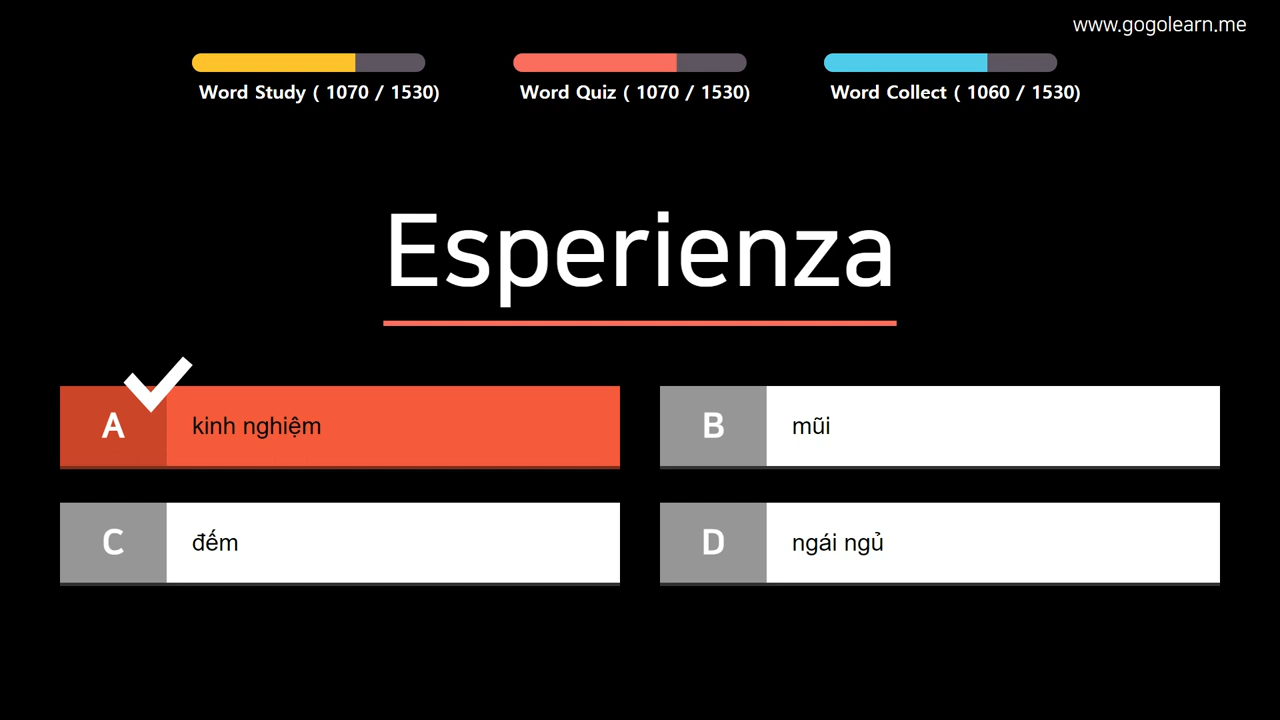 www.gogolearn.me
Word Study ( 1070 / 1530)
Word Quiz ( 1070 / 1530)
Word Collect ( 1060 / 1530)
Esperienza
A kinh nghiệm
B mũi
C đếm
D ngái ngủ